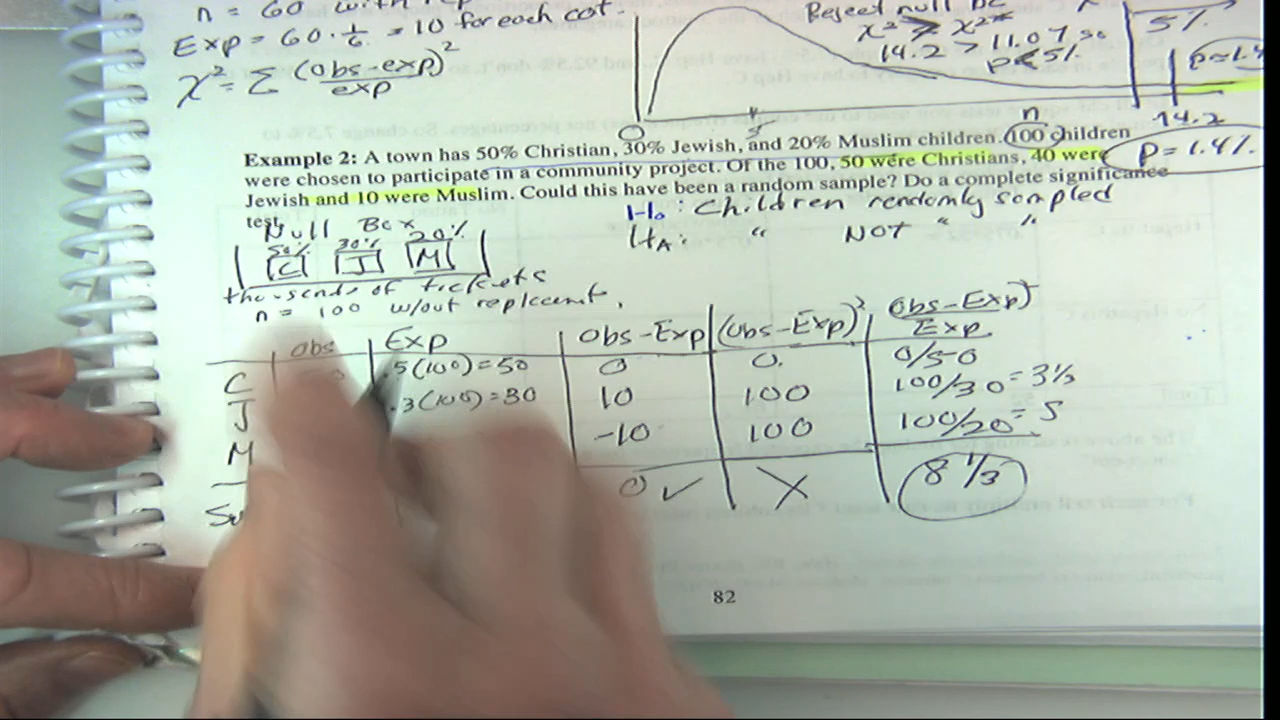 n = 60 with
Exp = 60 · 1/6 = 10 for each cat.
χ² = Σ (Obs-exp)²/exp
Reject null
χ² > χ²*
14.2 > 11.07 so
p < 5%
5%
p=1.4
0
5
14.2
p=1.4%
n
Example 2: A town has 50% Christian, 30% Jewish, and 20% Muslim children. 100 children
were chosen to participate in a community project. Of the 100, 50 were Christians, 40 were
Jewish and 10 were Muslim. Could this have been a random sample? Do a complete significance
test.
Ho: Children randomly sampled
HA: " NOT " "
Null Box
50% 30% 20%
C J M
thousands of tickets
n = 100 w/out replacement.
Obs Exp Obs-Exp (Obs-Exp)² (Obs-Exp)²/Exp
C .5(100)=50 0 0. 0/50
J .3(100)=30 10 100 100/30 = 3⅓
M -10 100 100/20 = 5
0 ✓ X 8 1/3
82